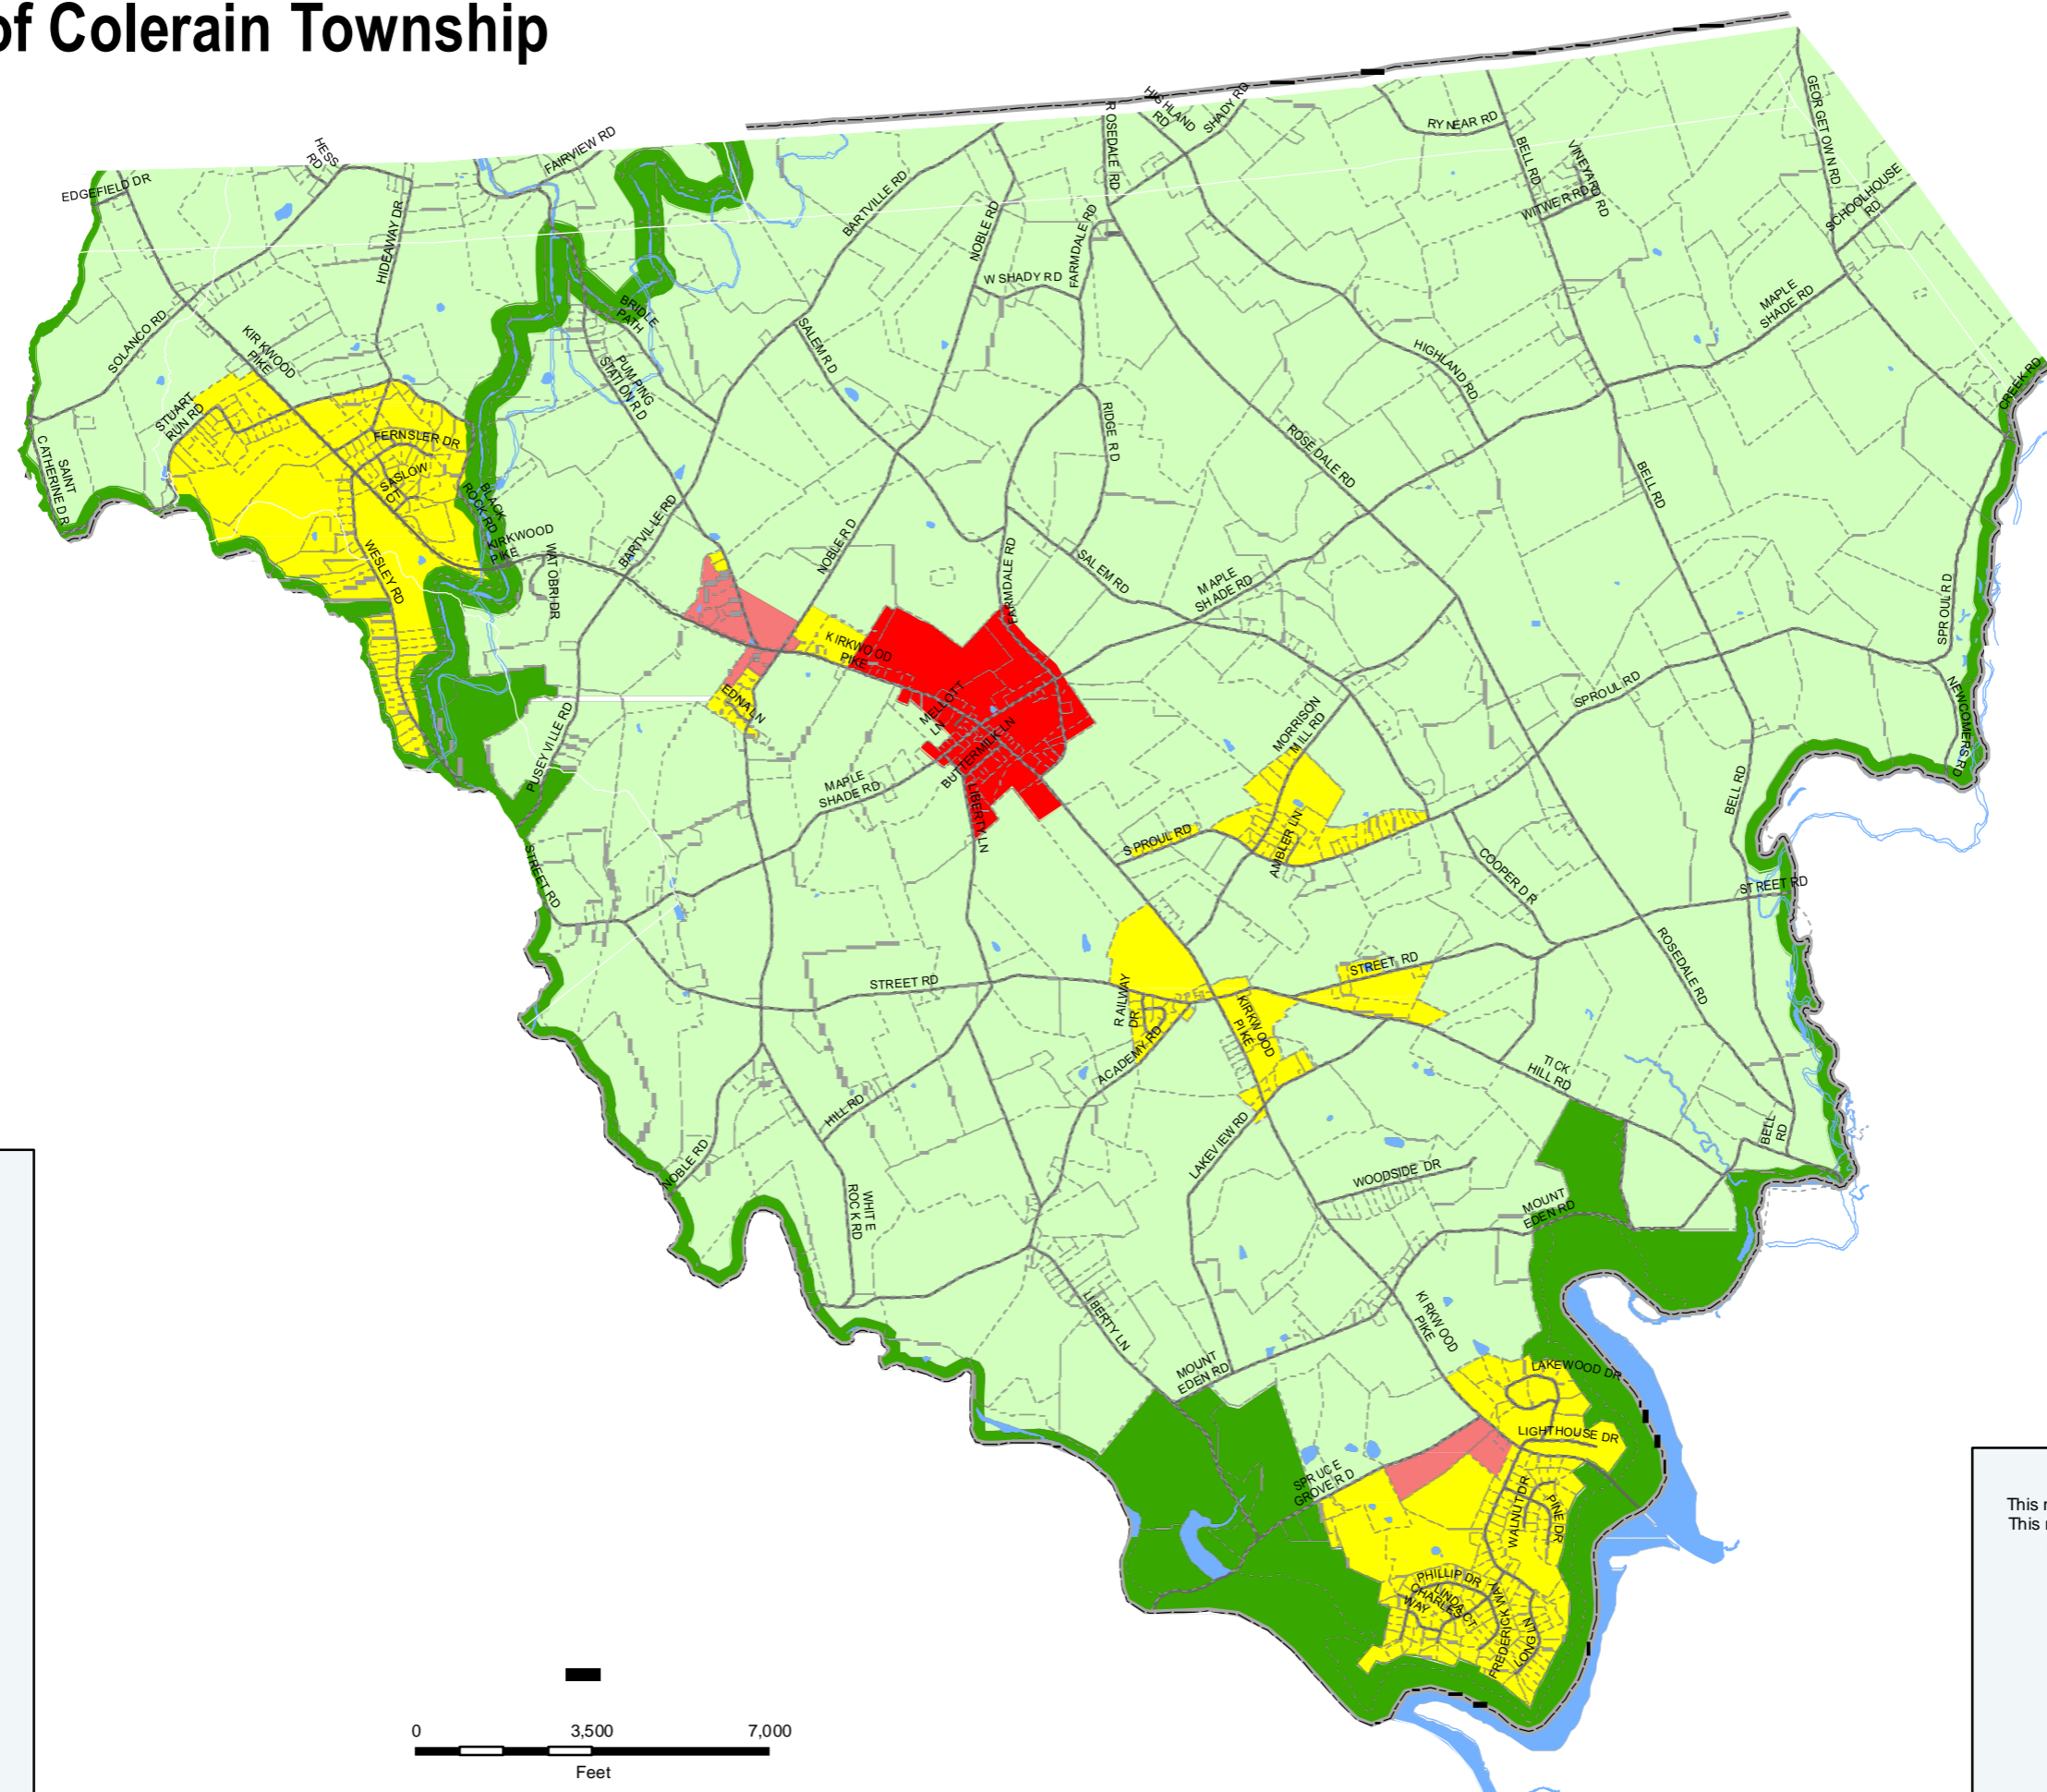 of Colerain Township
HIGHLAND
RD
SHADY RD
ROSEDALE RD
RYNEAR RD
GEORGETOWN RD
HESS
RD
FAIRVIEW RD
BELL RD
VINEYARD RD
WITWER RD
SCHOOLHOUSE
RD
EDGEFIELD DR
BARTVILLE RD
NOBLE RD
FARMDALE RD
HIDEAWAY DR
W SHADY RD
BRIDLE
PATH
MAPLE
SHADE RD
SOLANCO RD
KIRKWOOD
PIKE
SALEM RD
PUMPING
STATION RD
HIGHLAND RD
CREEK RD
STUART
RUN RD
FERNSLER DR
RIDGE RD
ROSEDALE RD
SAINT
CATHERINE DR
SASLOW
CT
BLACK
ROCK RD
BELL RD
KIRKWOOD
PIKE
WATOBRI DR
BARTVILLE RD
NOBLE RD
WESLEY RD
FARMDALE RD
SALEM RD
MAPLE
SHADE RD
SPROUL RD
KIRKWOOD
PIKE
EDNA LN
MELLOTT
LN
BUTTERMILK LN
MORRISON
MILL RD
SPROUL RD
NEWCOMERS RD
PUSEYVILLE RD
MAPLE
SHADE RD
LIBERTY LN
BELL RD
SPROUL RD
AMBLER LN
STREET RD
COOPER DR
STREET RD
STREET RD
RAILWAY
DR
KIRKWOOD
PIKE
STREET RD
ROSEDALE RD
ACADEMY RD
TICK
HILL RD
HILL RD
LAKEVIEW RD
BELL
RD
NOBLE RD
WHITE
ROCK RD
WOODSIDE DR
MOUNT
EDEN RD
LIBERTY LN
KIRKWOOD
PIKE
MOUNT
EDEN RD
LAKEWOOD DR
LIGHTHOUSE DR
SPRUCE
GROVE RD
WALNUT DR
PINE DR
This
This
PHILLIP DR
LINDA CT
CHARLES
WAY
FREDERICK WAY
LONG LN
0 3,500 7,000
Feet